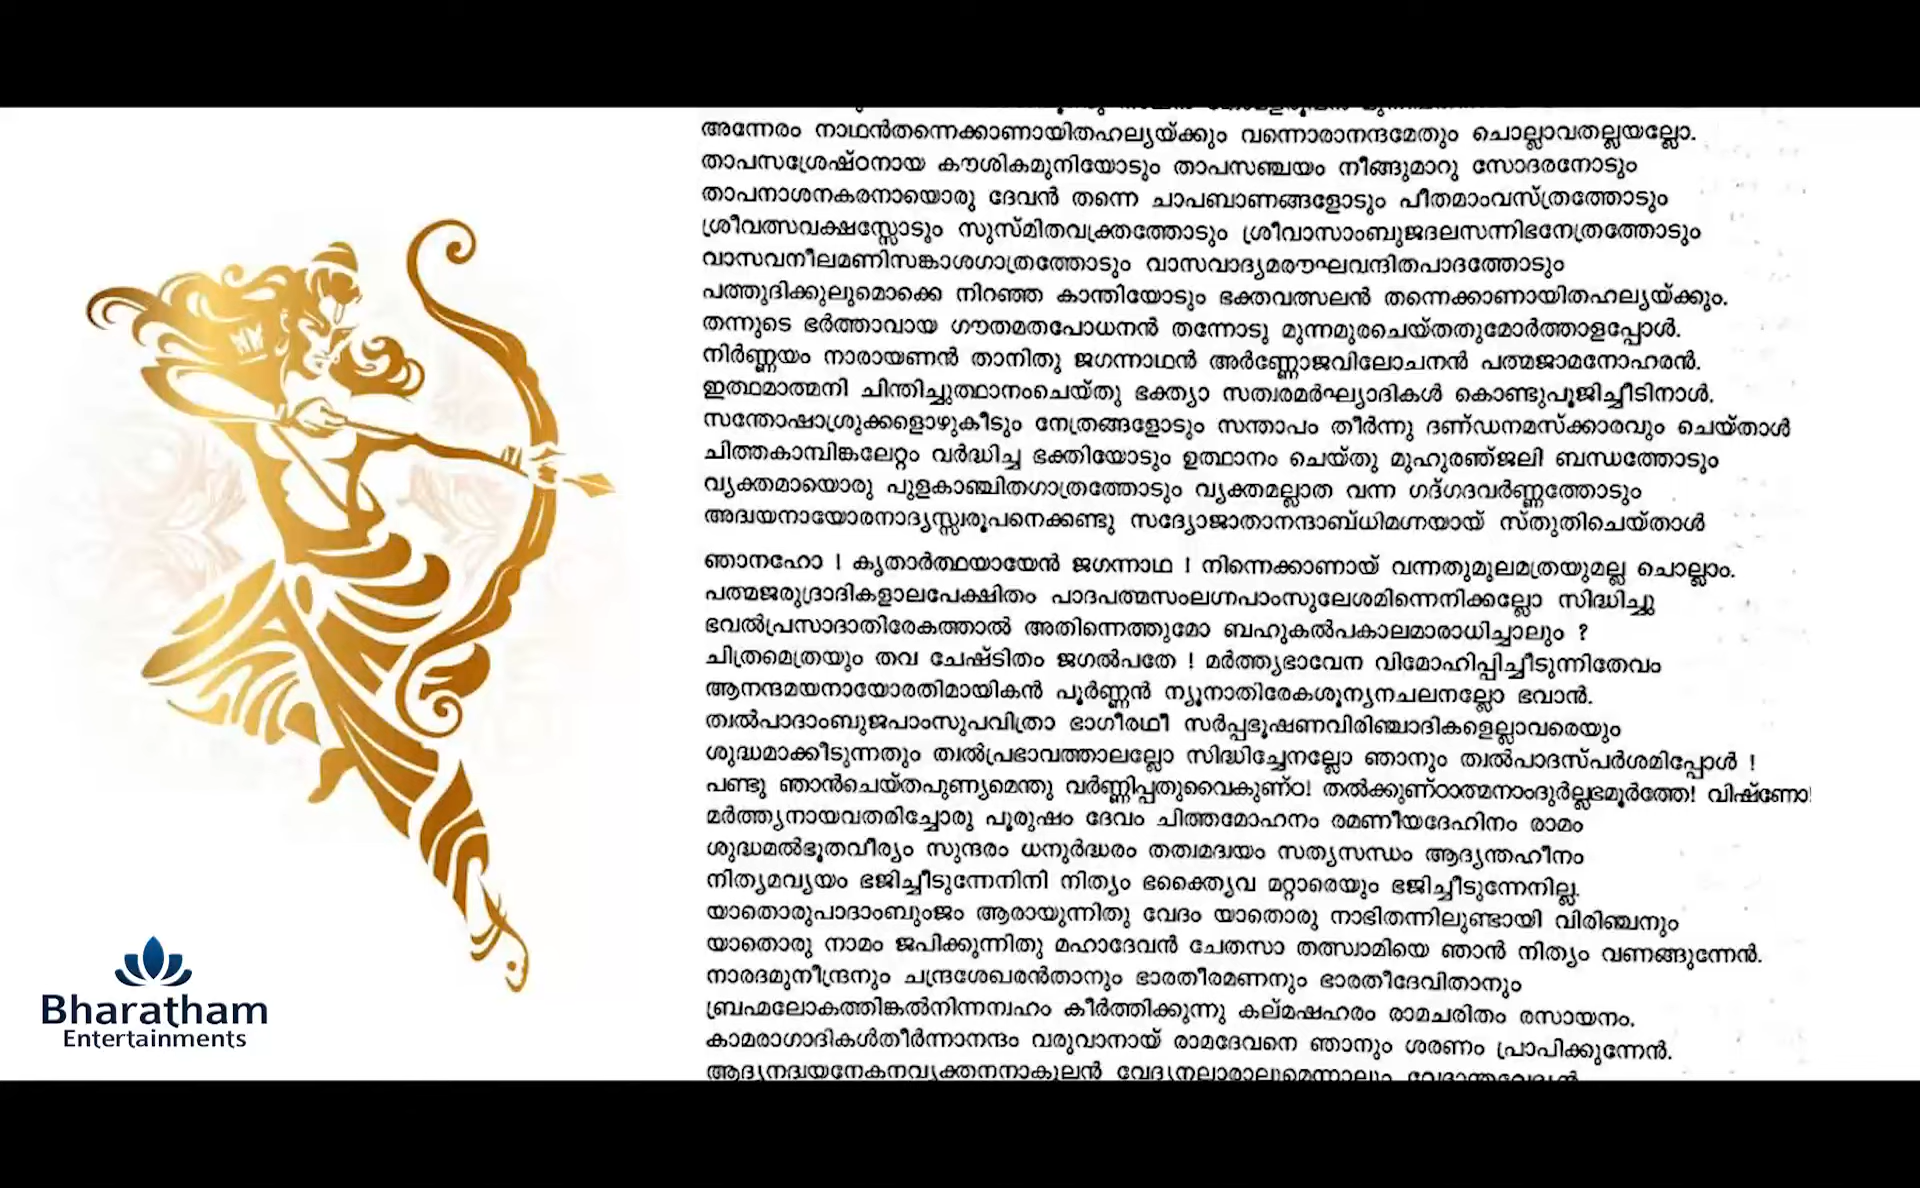 അന്നേരം നാഥൻതന്നെക്കാണായിതഹല്യയ്ക്കും വന്നൊരാനന്ദമേതും ചൊല്ലാവതല്ലയല്ലോ.
താപസശ്രേഷ്ഠനായ കൗശികമുനിയോടും താപസഞ്ചയം നീങ്ങുമാറു സോദരനോടും
താപനാശനകരനായൊരു ദേവൻ തന്നെ ചാപബാണങ്ങളോടും പീതമാംവസ്ത്രത്തോടും
ശ്രീവത്സവക്ഷസ്സോടും സുസ്മിതവക്ത്രത്തോടും ശ്രീവാസാംബുജദലസന്നിഭനേത്രത്തോടും
വാസവനീലമണിസങ്കാശഗാത്രത്തോടും വാസവാദ്യമരൗഘവന്ദിതപാദത്തോടും
പത്തുദിക്കുലുമൊക്കെ നിറഞ്ഞ കാന്തിയോടും ഭക്തവത്സലൻ തന്നെക്കാണായിതഹല്യയ്ക്കും.
തന്നുടെ ഭർത്താവായ ഗൗതമതപോധനൻ തന്നോടു മുന്നമുരചെയ്തതുമോർത്താളപ്പോൾ.
നിർണ്ണയം നാരായണൻ താനിതു ജഗന്നാഥൻ അർണ്ണോജവിലോചനൻ പത്മജാമനോഹരൻ.
ഇത്ഥമാത്മനി ചിന്തിച്ചുത്ഥാനംചെയ്തു ഭക്ത്യാ സത്വരമർഘ്യാദികൾ കൊണ്ടുപൂജിച്ചീടിനാൾ.
സന്തോഷാശ്രുക്കളൊഴുകീടും നേത്രങ്ങളോടും സന്താപം തീർന്നു ദണ്ഡനമസ്ക്കാരവും ചെയ്താൾ
ചിത്തകാമ്പിങ്കലേറ്റം വർദ്ധിച്ച ഭക്തിയോടും ഉത്ഥാനം ചെയ്തു മുഹുരഞ്ജലി ബന്ധത്തോടും
വ്യക്തമായൊരു പുളകാഞ്ചിതഗാത്രത്തോടും വ്യക്തമല്ലാത വന്ന ഗദ്ഗദവർണ്ണത്തോടും
അദ്വയനായോരനാദ്യസ്സ്വരൂപനെക്കണ്ടു സദ്യോജാതാനന്ദാബ്ധിമഗ്നയായ് സ്തുതിചെയ്താൾ
ഞാനഹോ ! കൃതാർത്ഥയായേൻ ജഗന്നാഥ ! നിന്നെക്കാണായ് വന്നതുമൂലമത്രയുമല്ല ചൊല്ലാം.
പത്മജരുദ്രാദികളാലപേക്ഷിതം പാദപത്മസംലഗ്നപാംസുലേശമിന്നെനിക്കല്ലോ സിദ്ധിച്ചു
ഭവൽപ്രസാദാതിരേകത്താൽ അതിന്നെത്തുമോ ബഹുകൽപകാലമാരാധിച്ചാലും ?
ചിത്രമെത്രയും തവ ചേഷ്ടിതം ജഗൽപതേ ! മർത്ത്യഭാവേന വിമോഹിപ്പിച്ചീടുന്നിതേവം
ആനന്ദമയനായോരതിമായികൻ പൂർണ്ണൻ ന്യൂനാതിരേകശൂന്യനചലനല്ലോ ഭവാൻ.
ത്വൽപാദാംബുജപാംസുപവിത്രാ ഭാഗീരഥീ സർപ്പഭൂഷണവിരിഞ്ചാദികളെല്ലാവരെയും
ശുദ്ധമാക്കീടുന്നതും ത്വൽപ്രഭാവത്താലല്ലോ സിദ്ധിച്ചേനല്ലോ ഞാനും ത്വൽപാദസ്പർശമിപ്പോൾ !
പണ്ടു ഞാൻചെയ്തപുണ്യമെന്തു വർണ്ണിപ്പതുവൈകുണ്ഠ! തൽക്കുണ്ഠാത്മനാംദുർല്ലഭമൂർത്തേ! വിഷ്ണോ!
മർത്ത്യനായവതരിച്ചോരു പൂരുഷം ദേവം ചിത്തമോഹനം രമണീയദേഹിനം രാമം
ശുദ്ധമൽഭൂതവീര്യം സുന്ദരം ധനുർദ്ധരം തത്വമദ്വയം സത്യസന്ധം ആദ്യന്തഹീനം
നിത്യമവ്യയം ഭജിച്ചീടുന്നേനിനി നിത്യം ഭക്ത്യൈവ മറ്റാരെയും ഭജിച്ചീടുന്നേനില്ല.
യാതൊരുപാദാംബുംജം ആരായുന്നിതു വേദം യാതൊരു നാഭിതന്നിലുണ്ടായി വിരിഞ്ചനും
യാതൊരു നാമം ജപിക്കുന്നിതു മഹാദേവൻ ചേതസാ തത്സ്വാമിയെ ഞാൻ നിത്യം വണങ്ങുന്നേൻ.
നാരദമുനീന്ദ്രനും ചന്ദ്രശേഖരൻതാനും ഭാരതീരമണനും ഭാരതീദേവിതാനും
ബ്രഹ്മലോകത്തിങ്കൽനിന്നന്വഹം കീർത്തിക്കുന്നു കല്മഷഹരം രാമചരിതം രസായനം.
കാമരാഗാദികൾതീർന്നാനന്ദം വരുവാനായ് രാമദേവനെ ഞാനും ശരണം പ്രാപിക്കുന്നേൻ.
ആദ്യനദ്വയനേകനവ്യക്തനനാകുലൻ വേദ്യനല്ലാരാലുമെന്നാലും വേദാന്തവേദ്യൻ
Bharatham
Entertainments